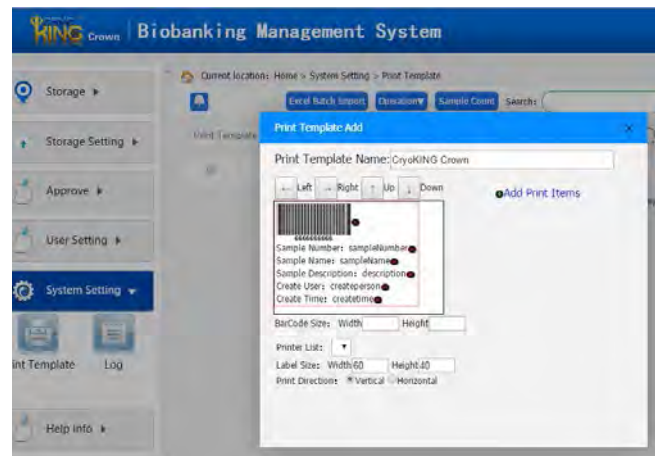 KING Crown Biobanking Management System
Current location: Home > System Setting > Print Template
Excel Batch Import Operation▼ Sample Count Search:
Storage
Storage Setting
Approve
User Setting
System Setting
int Template Log
Help info
Print Template
Print Template Add ×
Print Template Name: CryoKING Crown
← Left → Right ↑ Up ↓ Down
Add Print Items
Sample Number: sampleNumber
Sample Name: sampleName
Sample Description: description
Create User: createperson
Create Time: createtime
BarCode Size: Width Height
Printer List:
Label Size: Width 60 Height 40
Print Direction: Vertical Horizontal